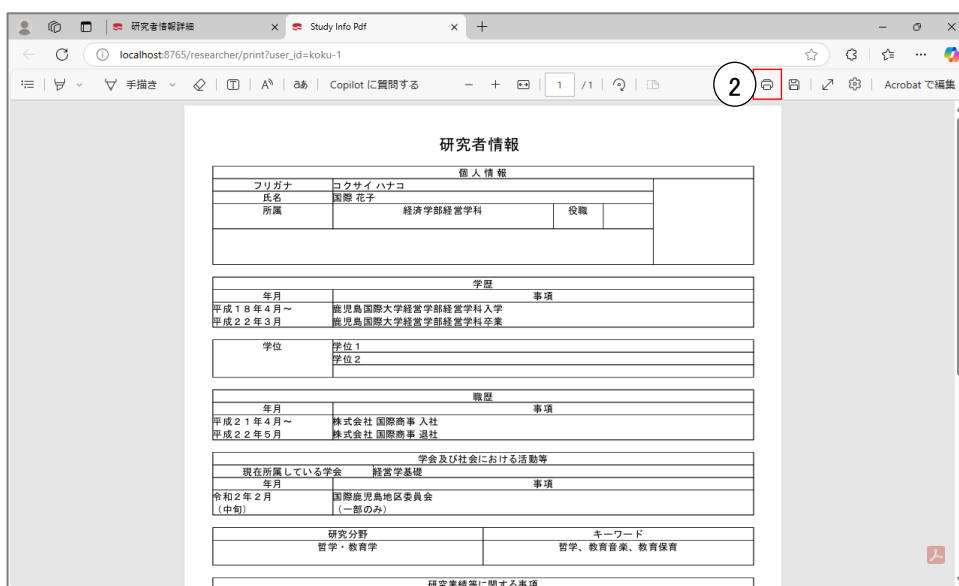 研究者情報詳細
Study Info Pdf
localhost:8765/researcher/print?user_id=koku-1
手描き
aあ
Copilot に質問する
1 /1
②
Acrobat で編集
研究者情報
個人情報
フリガナ コクサイ ハナコ
氏名 国際 花子
所属 経済学部経営学科 役職
学歴
年月 事項
平成18年4月～ 鹿児島国際大学経営学部経営学科入学
平成22年3月 鹿児島国際大学経営学部経営学科卒業
学位 学位1
学位2
職歴
年月 事項
平成21年4月～ 株式会社 国際商事 入社
平成22年5月 株式会社 国際商事 退社
学会及び社会における活動等
現在所属している学会 経営学基礎
年月 事項
令和2年2月 国際鹿児島地区委員会
(中旬) (一部のみ)
研究分野 キーワード
哲学・教育学 哲学、教育音楽、教育保育
研究業績等に関する事項